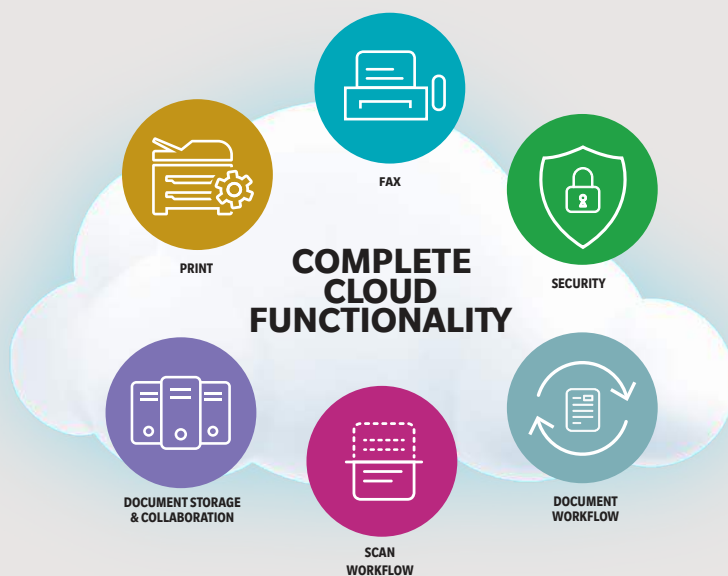 FAX
PRINT
SECURITY
COMPLETE
CLOUD
FUNCTIONALITY
DOCUMENT STORAGE
& COLLABORATION
SCAN
WORKFLOW
DOCUMENT
WORKFLOW